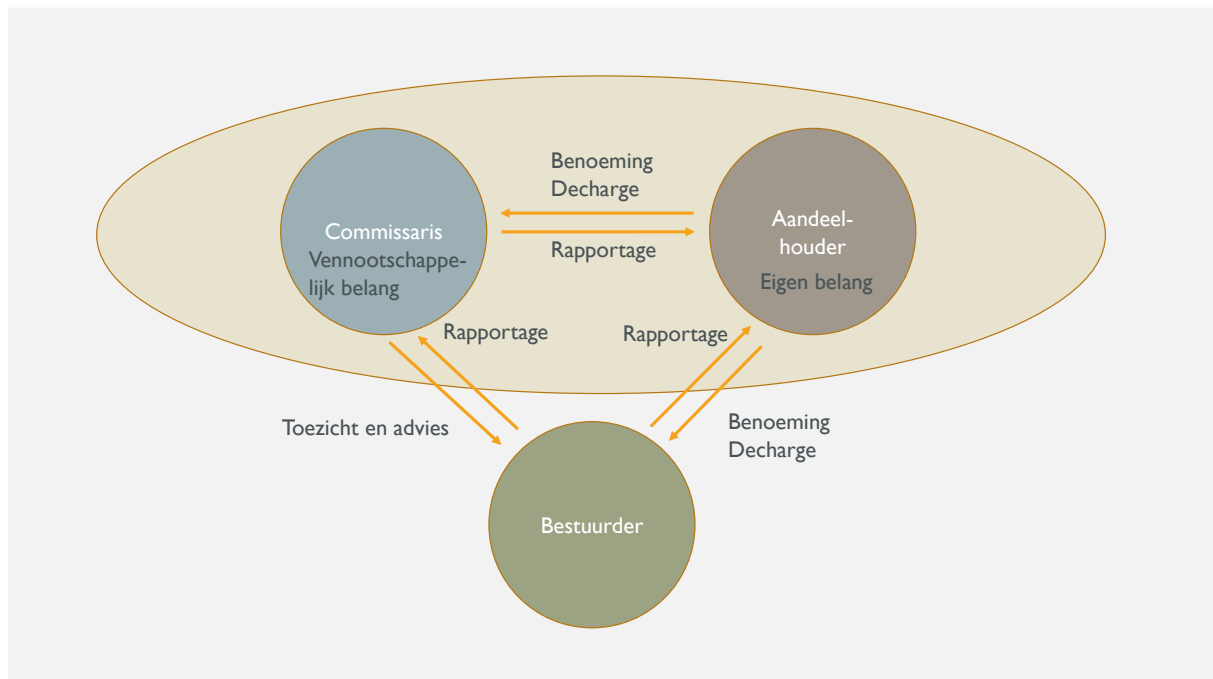 Benoeming
Decharge
Commissaris
Vennootschappe-
lijk belang
Aandeel-
houder
Eigen belang
Rapportage
Rapportage
Rapportage
Toezicht en advies
Benoeming
Decharge
Bestuurder